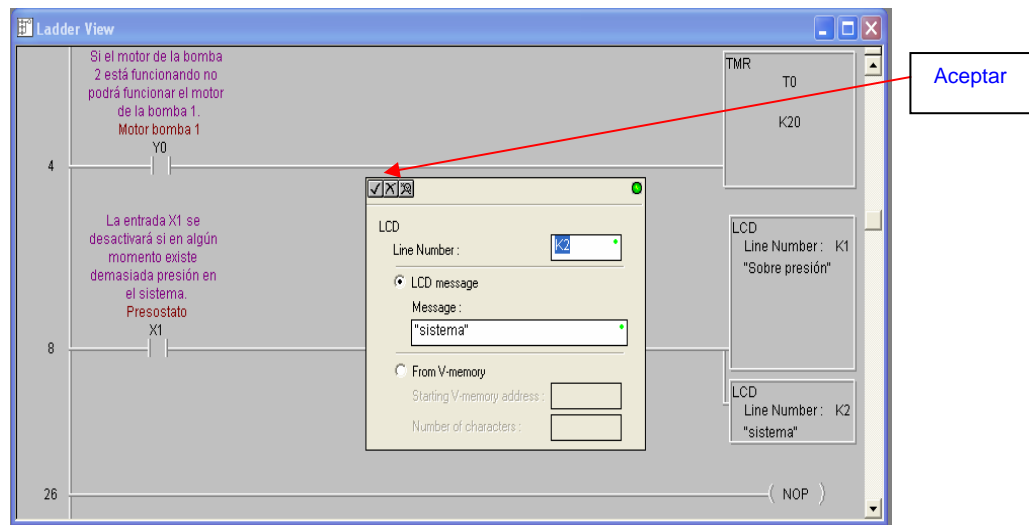 Ladder View
Si el motor de la bomba
2 está funcionando no
podrá funcionar el motor
de la bomba 1.
Motor bomba 1
Y0
4
TMR
T0
K20
Aceptar
La entrada X1 se
desactivará si en algún
momento existe
demasiada presión en
el sistema.
Presostato
X1
8
LCD
Line Number :
K2
LCD message
Message :
"sistema"
From V-memory
Starting V-memory address :
Number of characters :
LCD
Line Number : K1
"Sobre presión"
LCD
Line Number : K2
"sistema"
26
( NOP )